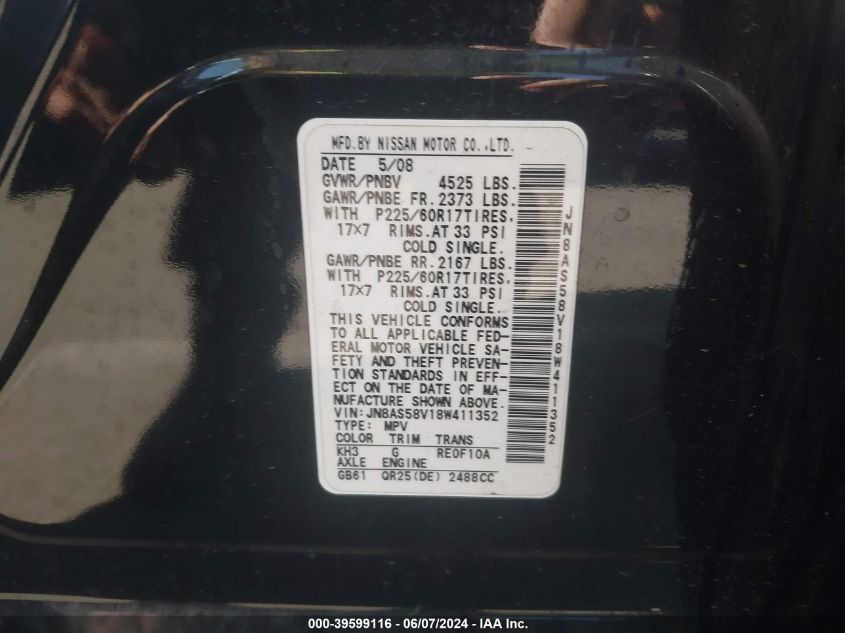 MFD.BY NISSAN MOTOR CO.,LTD.
DATE 5/08
GVWR/PNBV 4525 LBS.
GAWR/PNBE FR. 2373 LBS.
WITH P225/60R17TIRES,
17×7 RIMS.AT 33 PSI
COLD SINGLE.
GAWR/PNBE RR. 2167 LBS.
WITH P225/60R17TIRES,
17×7 RIMS.AT 33 PSI
COLD SINGLE.
THIS VEHICLE CONFORMS
TO ALL APPLICABLE FED-
ERAL MOTOR VEHICLE SA-
FETY AND THEFT PREVEN-
TION STANDARDS IN EFF-
ECT ON THE DATE OF MA-
NUFACTURE SHOWN ABOVE.
VIN:JN8AS58V18W411352
TYPE: MPV
COLOR TRIM TRANS
KH3 G RE0F10A
AXLE ENGINE
GB61 QR25(DE) 2488CC
JN8AS58V18W411352
000-39599116 - 06/07/2024 - IAA Inc.